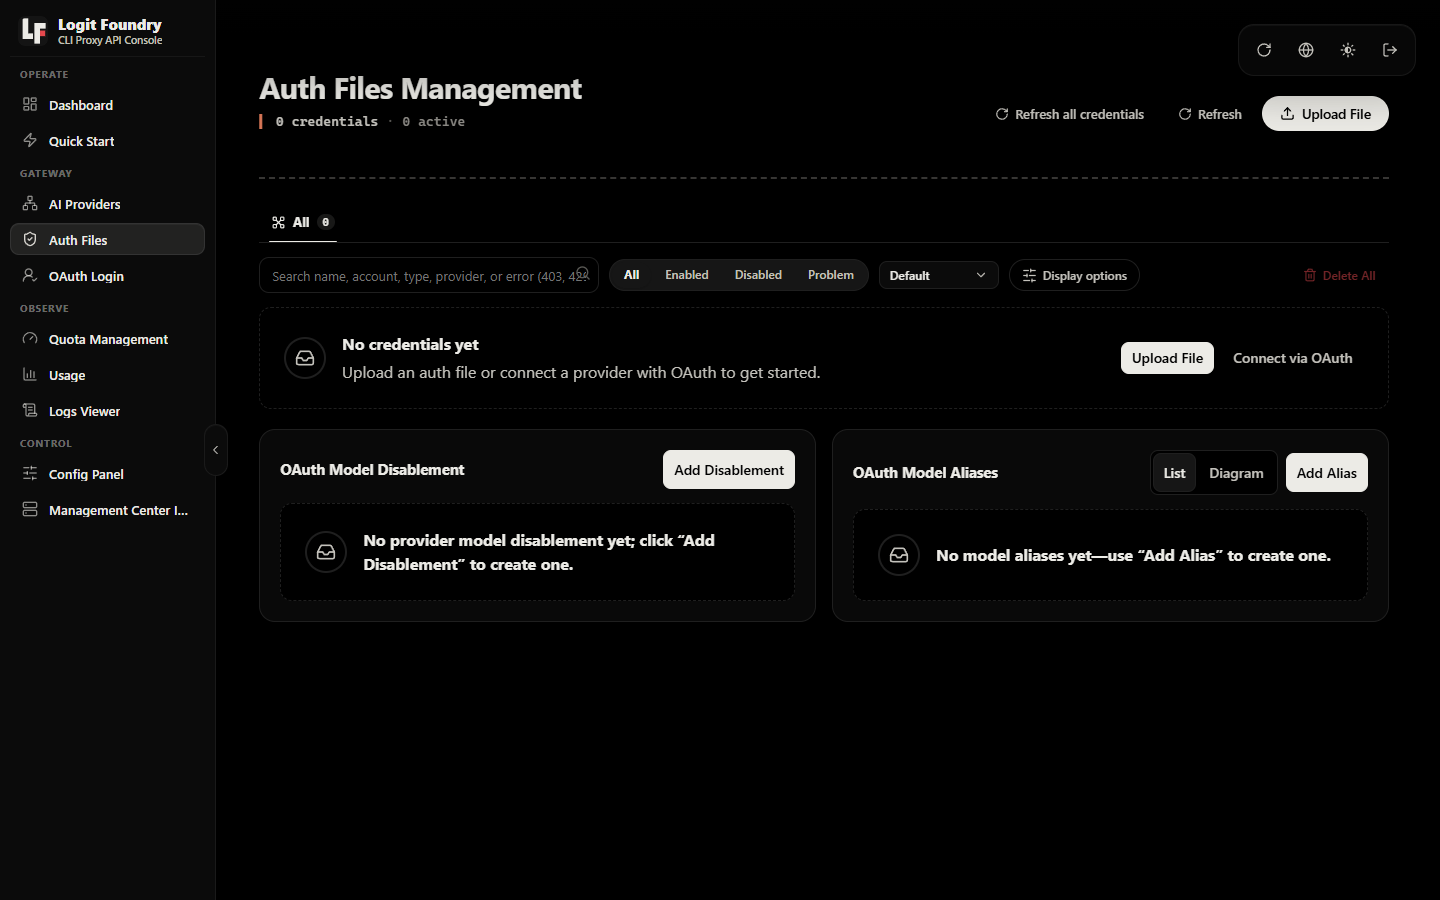 Logit Foundry
CLI Proxy API Console
OPERATE
Dashboard
Quick Start
GATEWAY
AI Providers
Auth Files
OAuth Login
OBSERVE
Quota Management
Usage
Logs Viewer
CONTROL
Config Panel
Management Center I...
Auth Files Management
0 credentials · 0 active
Refresh all credentials
Refresh
Upload File
All 0
Search name, account, type, provider, or error (403, 429
All
Enabled
Disabled
Problem
Default
Display options
Delete All
No credentials yet
Upload an auth file or connect a provider with OAuth to get started.
Upload File
Connect via OAuth
OAuth Model Disablement
Add Disablement
No provider model disablement yet; click “Add
Disablement” to create one.
OAuth Model Aliases
List
Diagram
Add Alias
No model aliases yet—use “Add Alias” to create one.